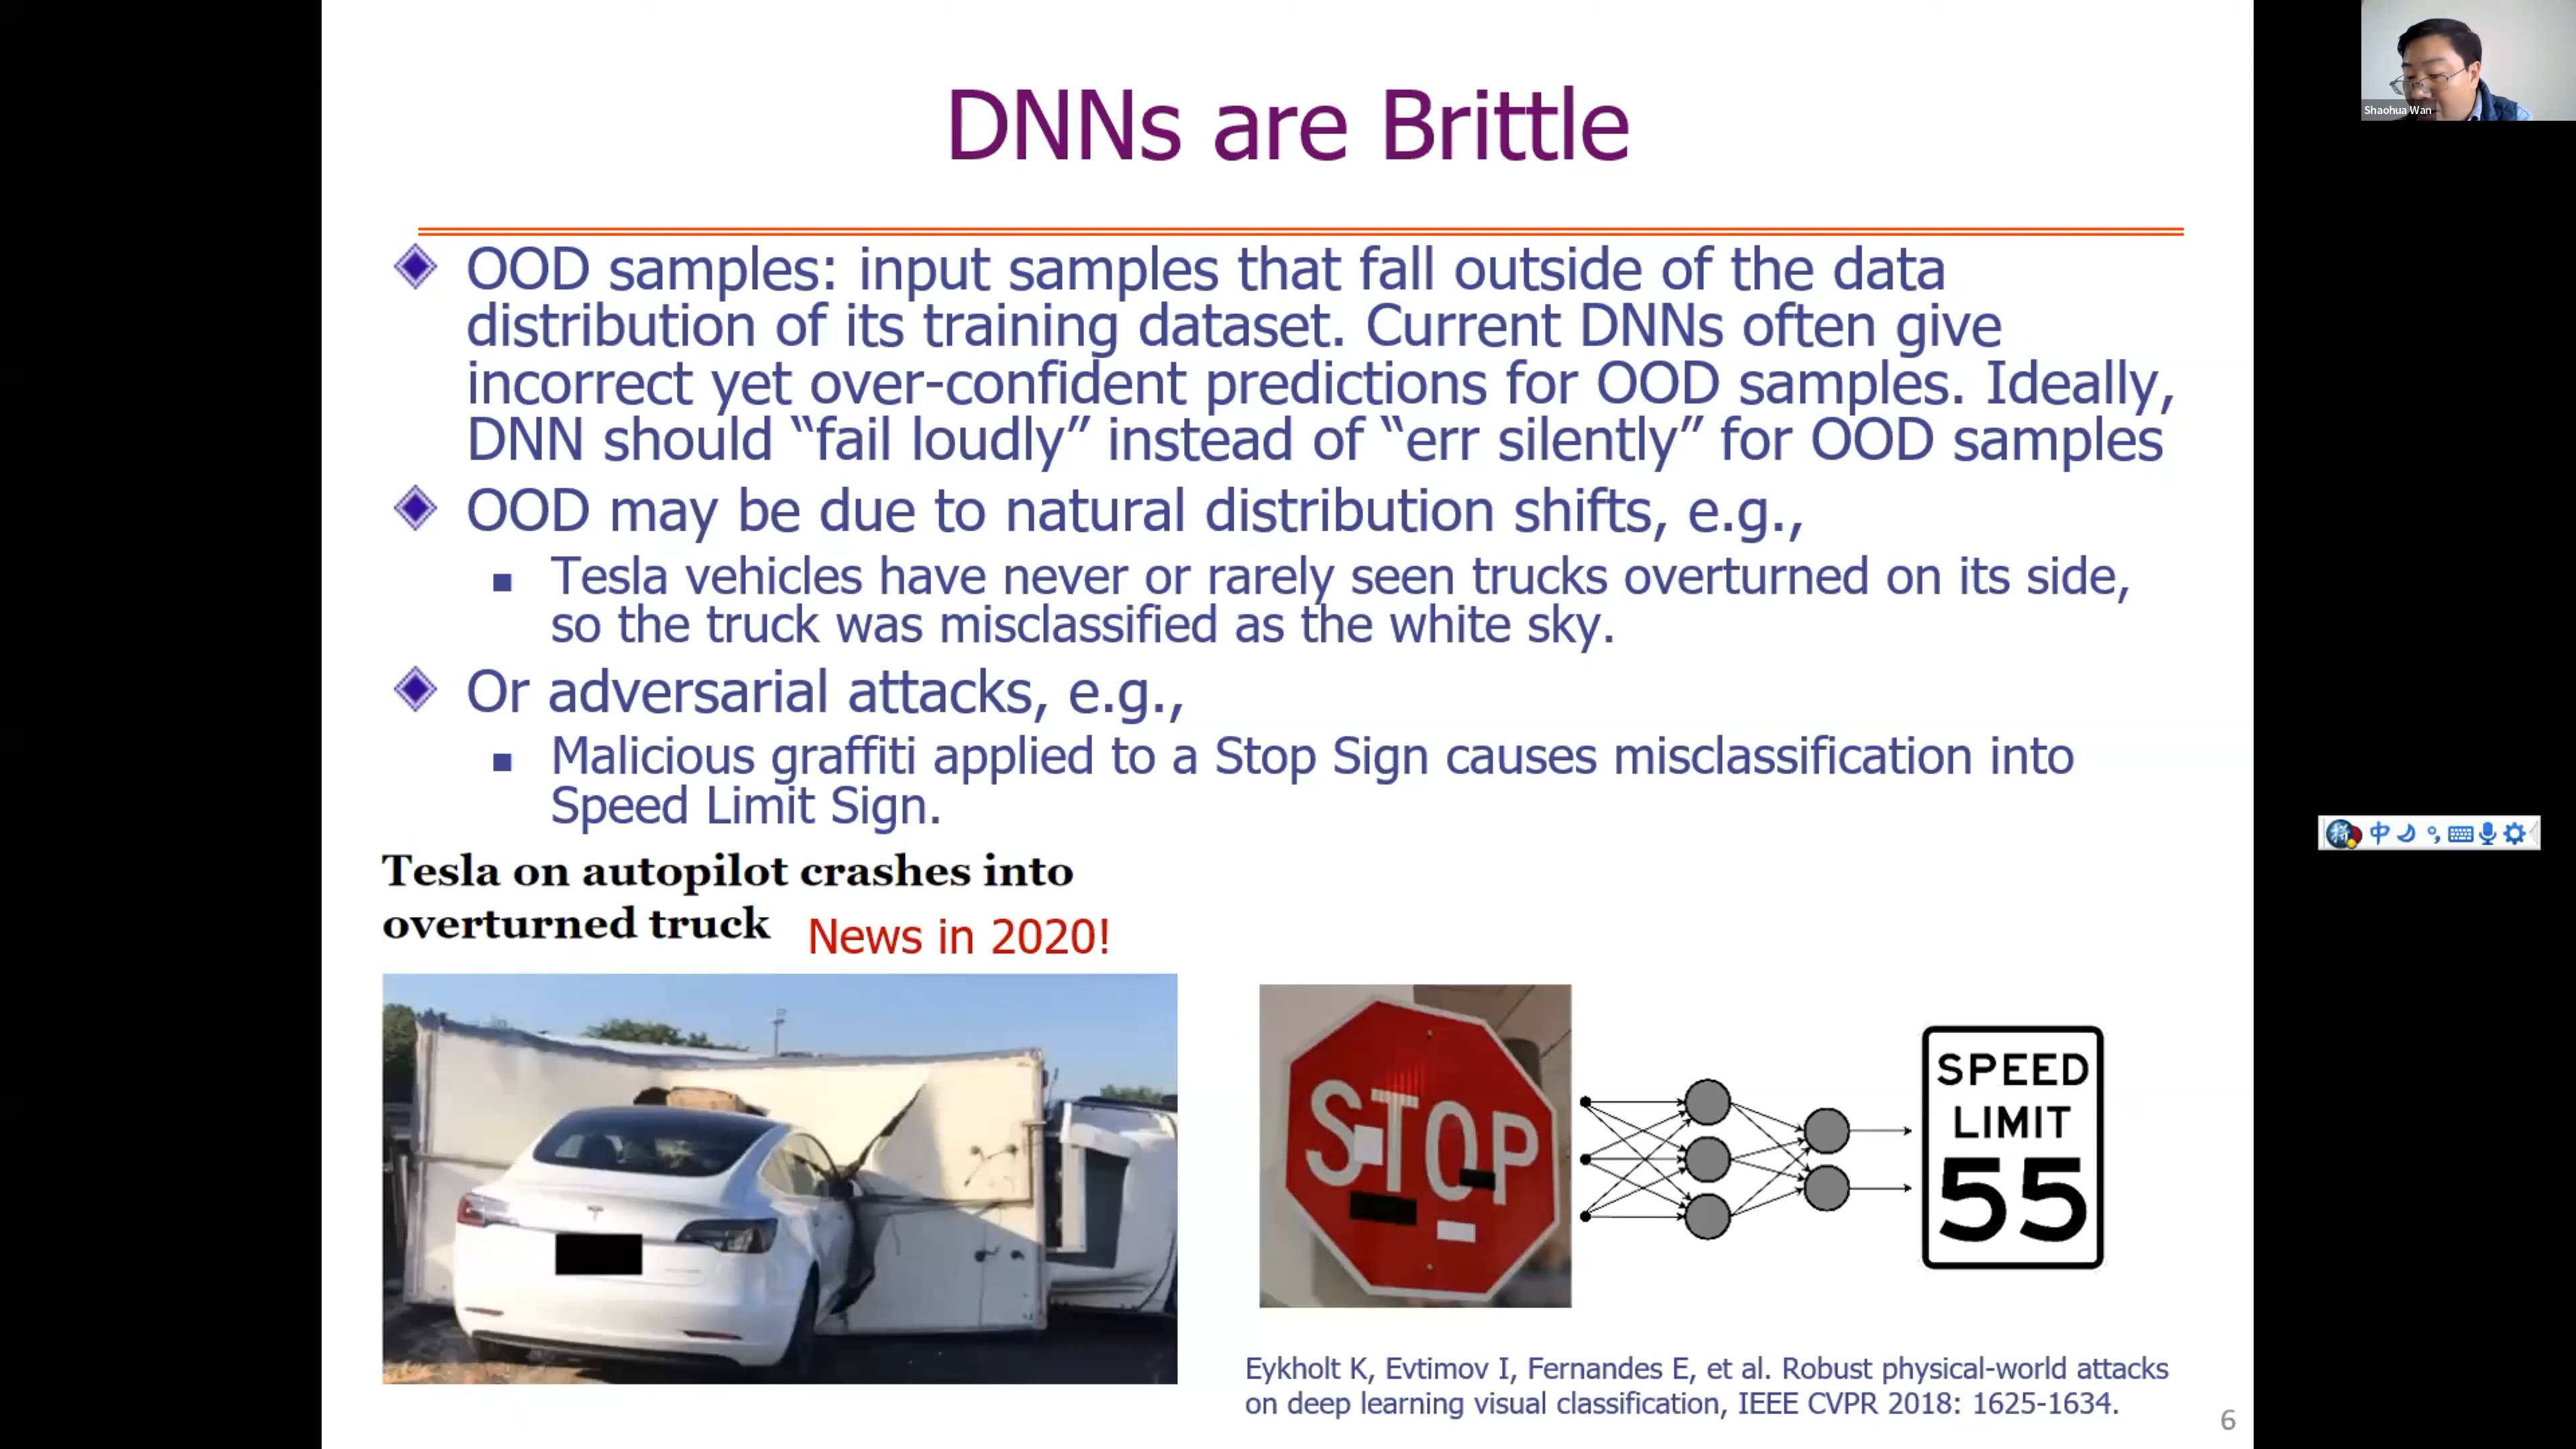 DNNs are Brittle
Shaohua Wan
OOD samples: input samples that fall outside of the data
distribution of its training dataset. Current DNNs often give
incorrect yet over-confident predictions for OOD samples. Ideally,
DNN should “fail loudly” instead of “err silently” for OOD samples
OOD may be due to natural distribution shifts, e.g.,
Tesla vehicles have never or rarely seen trucks overturned on its side,
so the truck was misclassified as the white sky.
Or adversarial attacks, e.g.,
Malicious graffiti applied to a Stop Sign causes misclassification into
Speed Limit Sign.
拼 中
Tesla on autopilot crashes into
overturned truck
News in 2020!
STOP
SPEED
LIMIT
55
Eykholt K, Evtimov I, Fernandes E, et al. Robust physical-world attacks
on deep learning visual classification, IEEE CVPR 2018: 1625-1634.
6